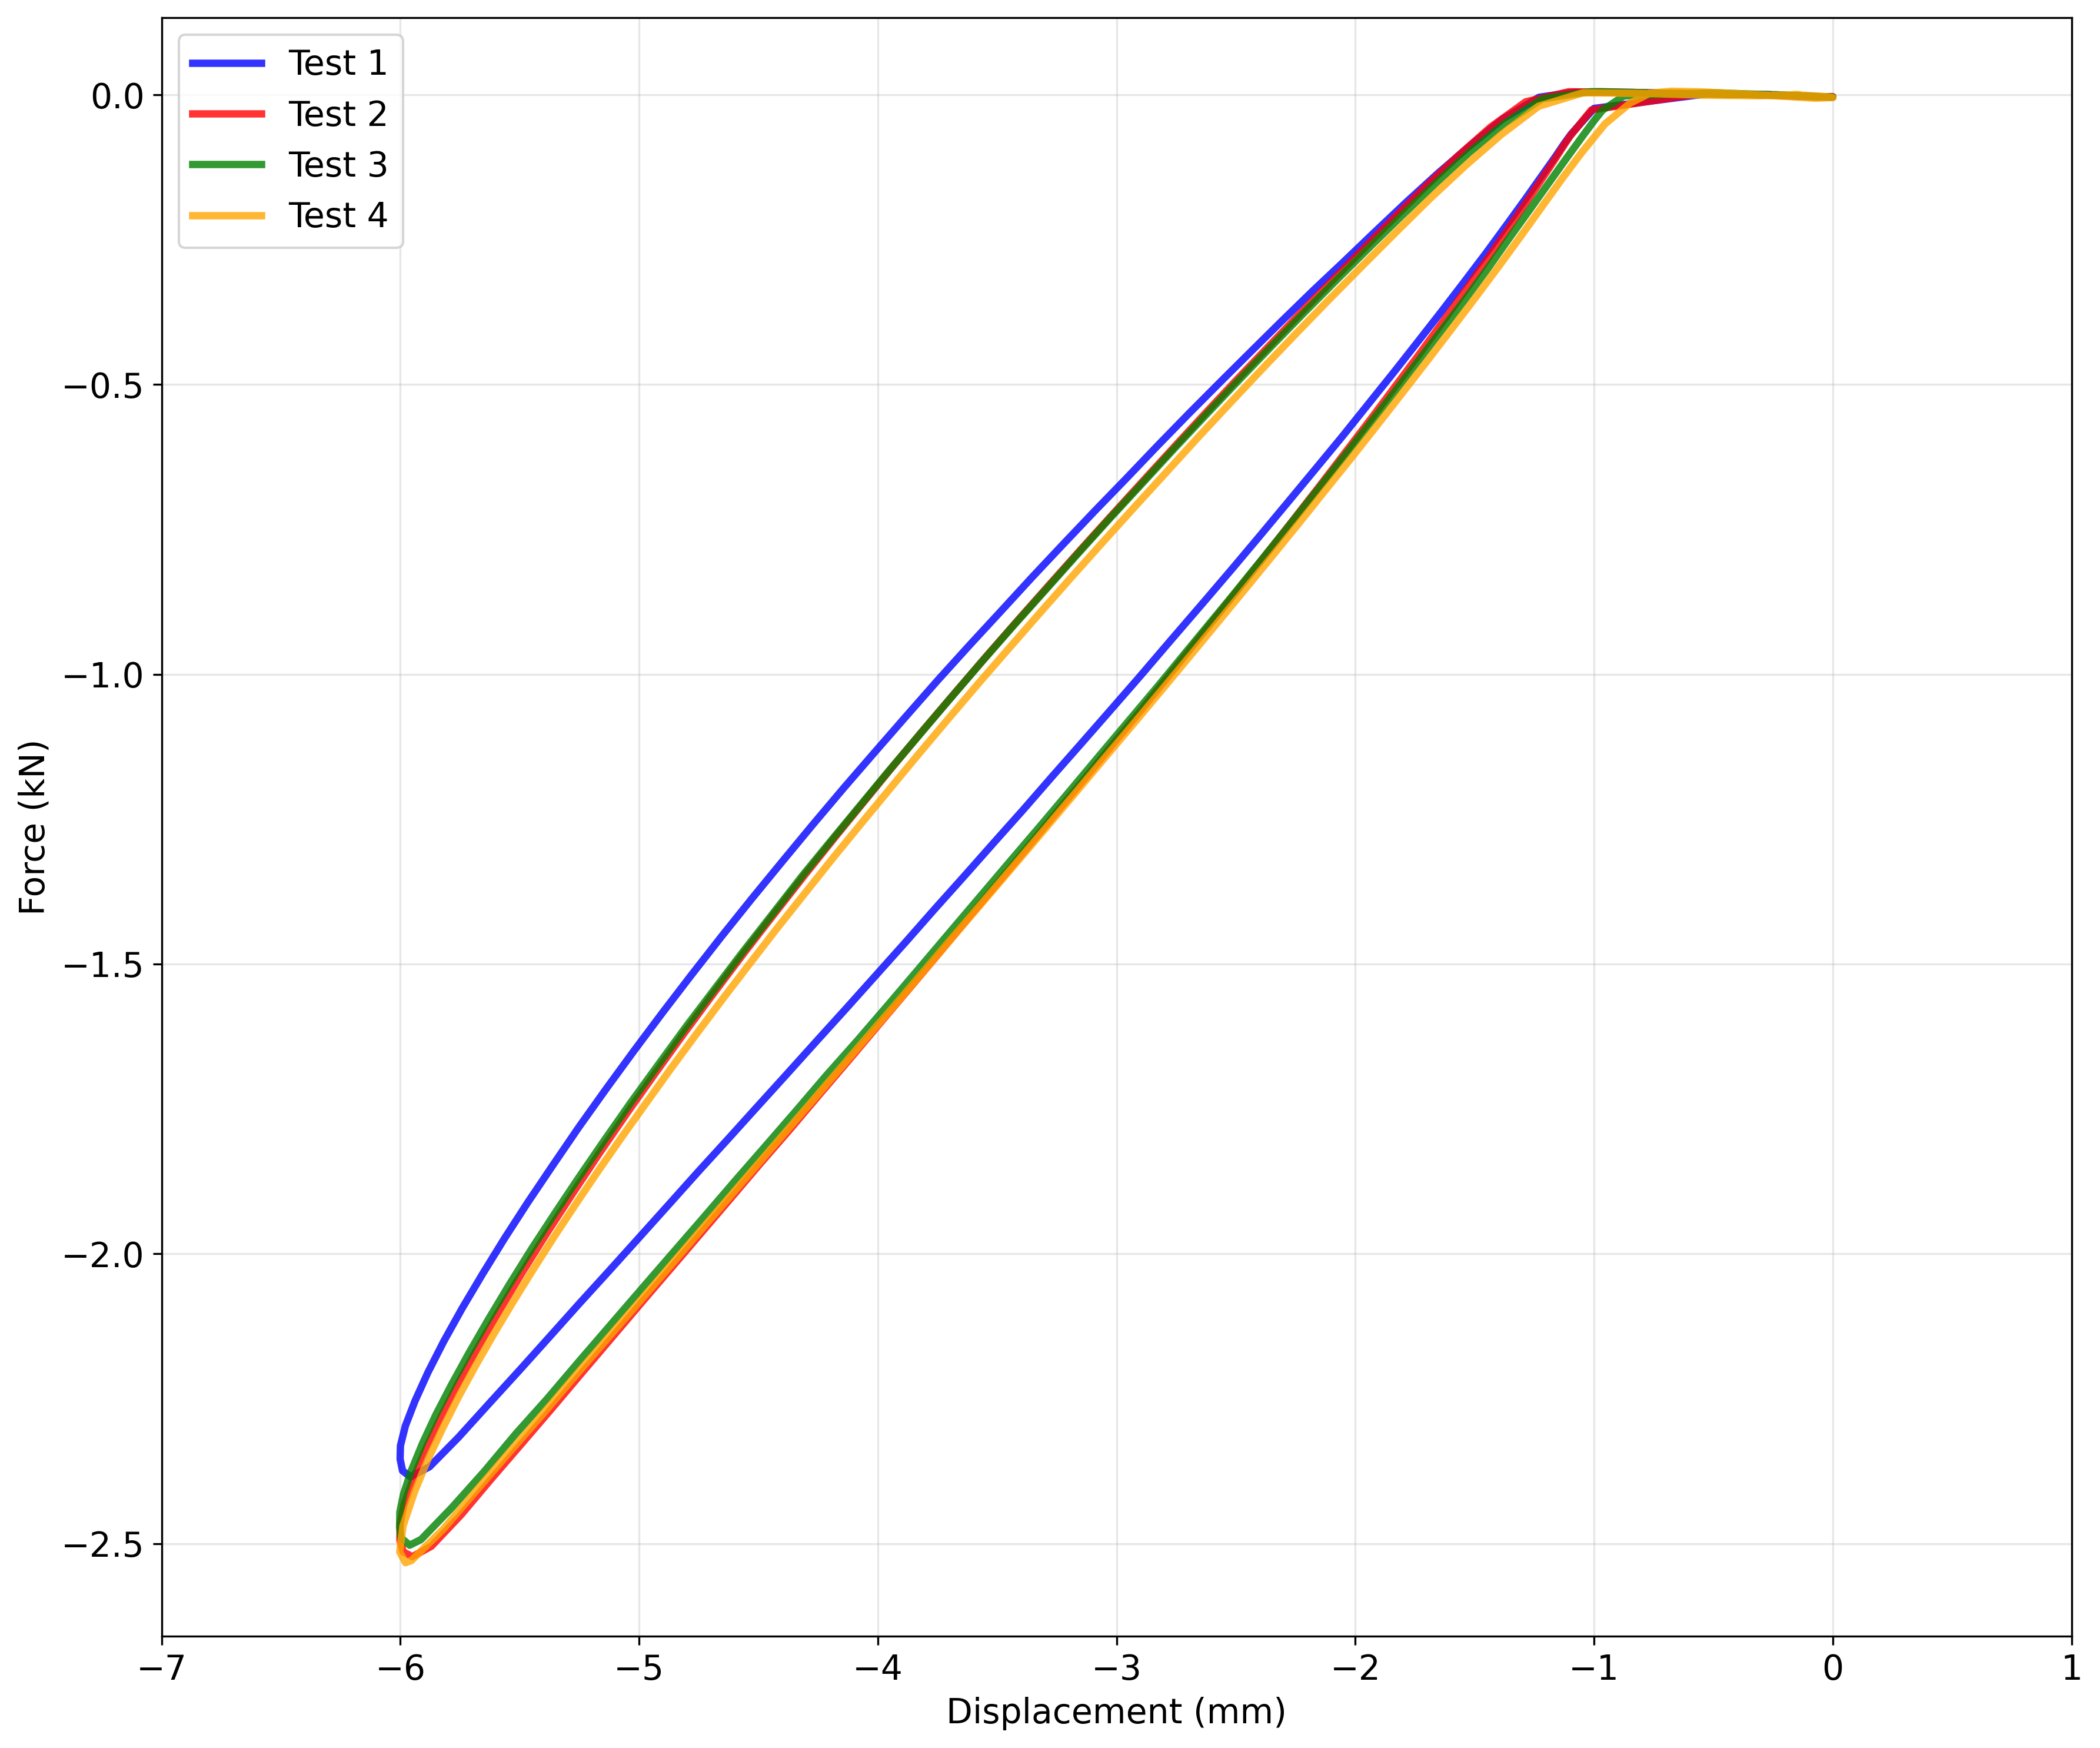 Test 1
Test 2
Test 3
Test 4
0.0
−0.5
−1.0
−1.5
−2.0
−2.5
Force (kN)
−7 −6 −5 −4 −3 −2 −1 0 1
Displacement (mm)